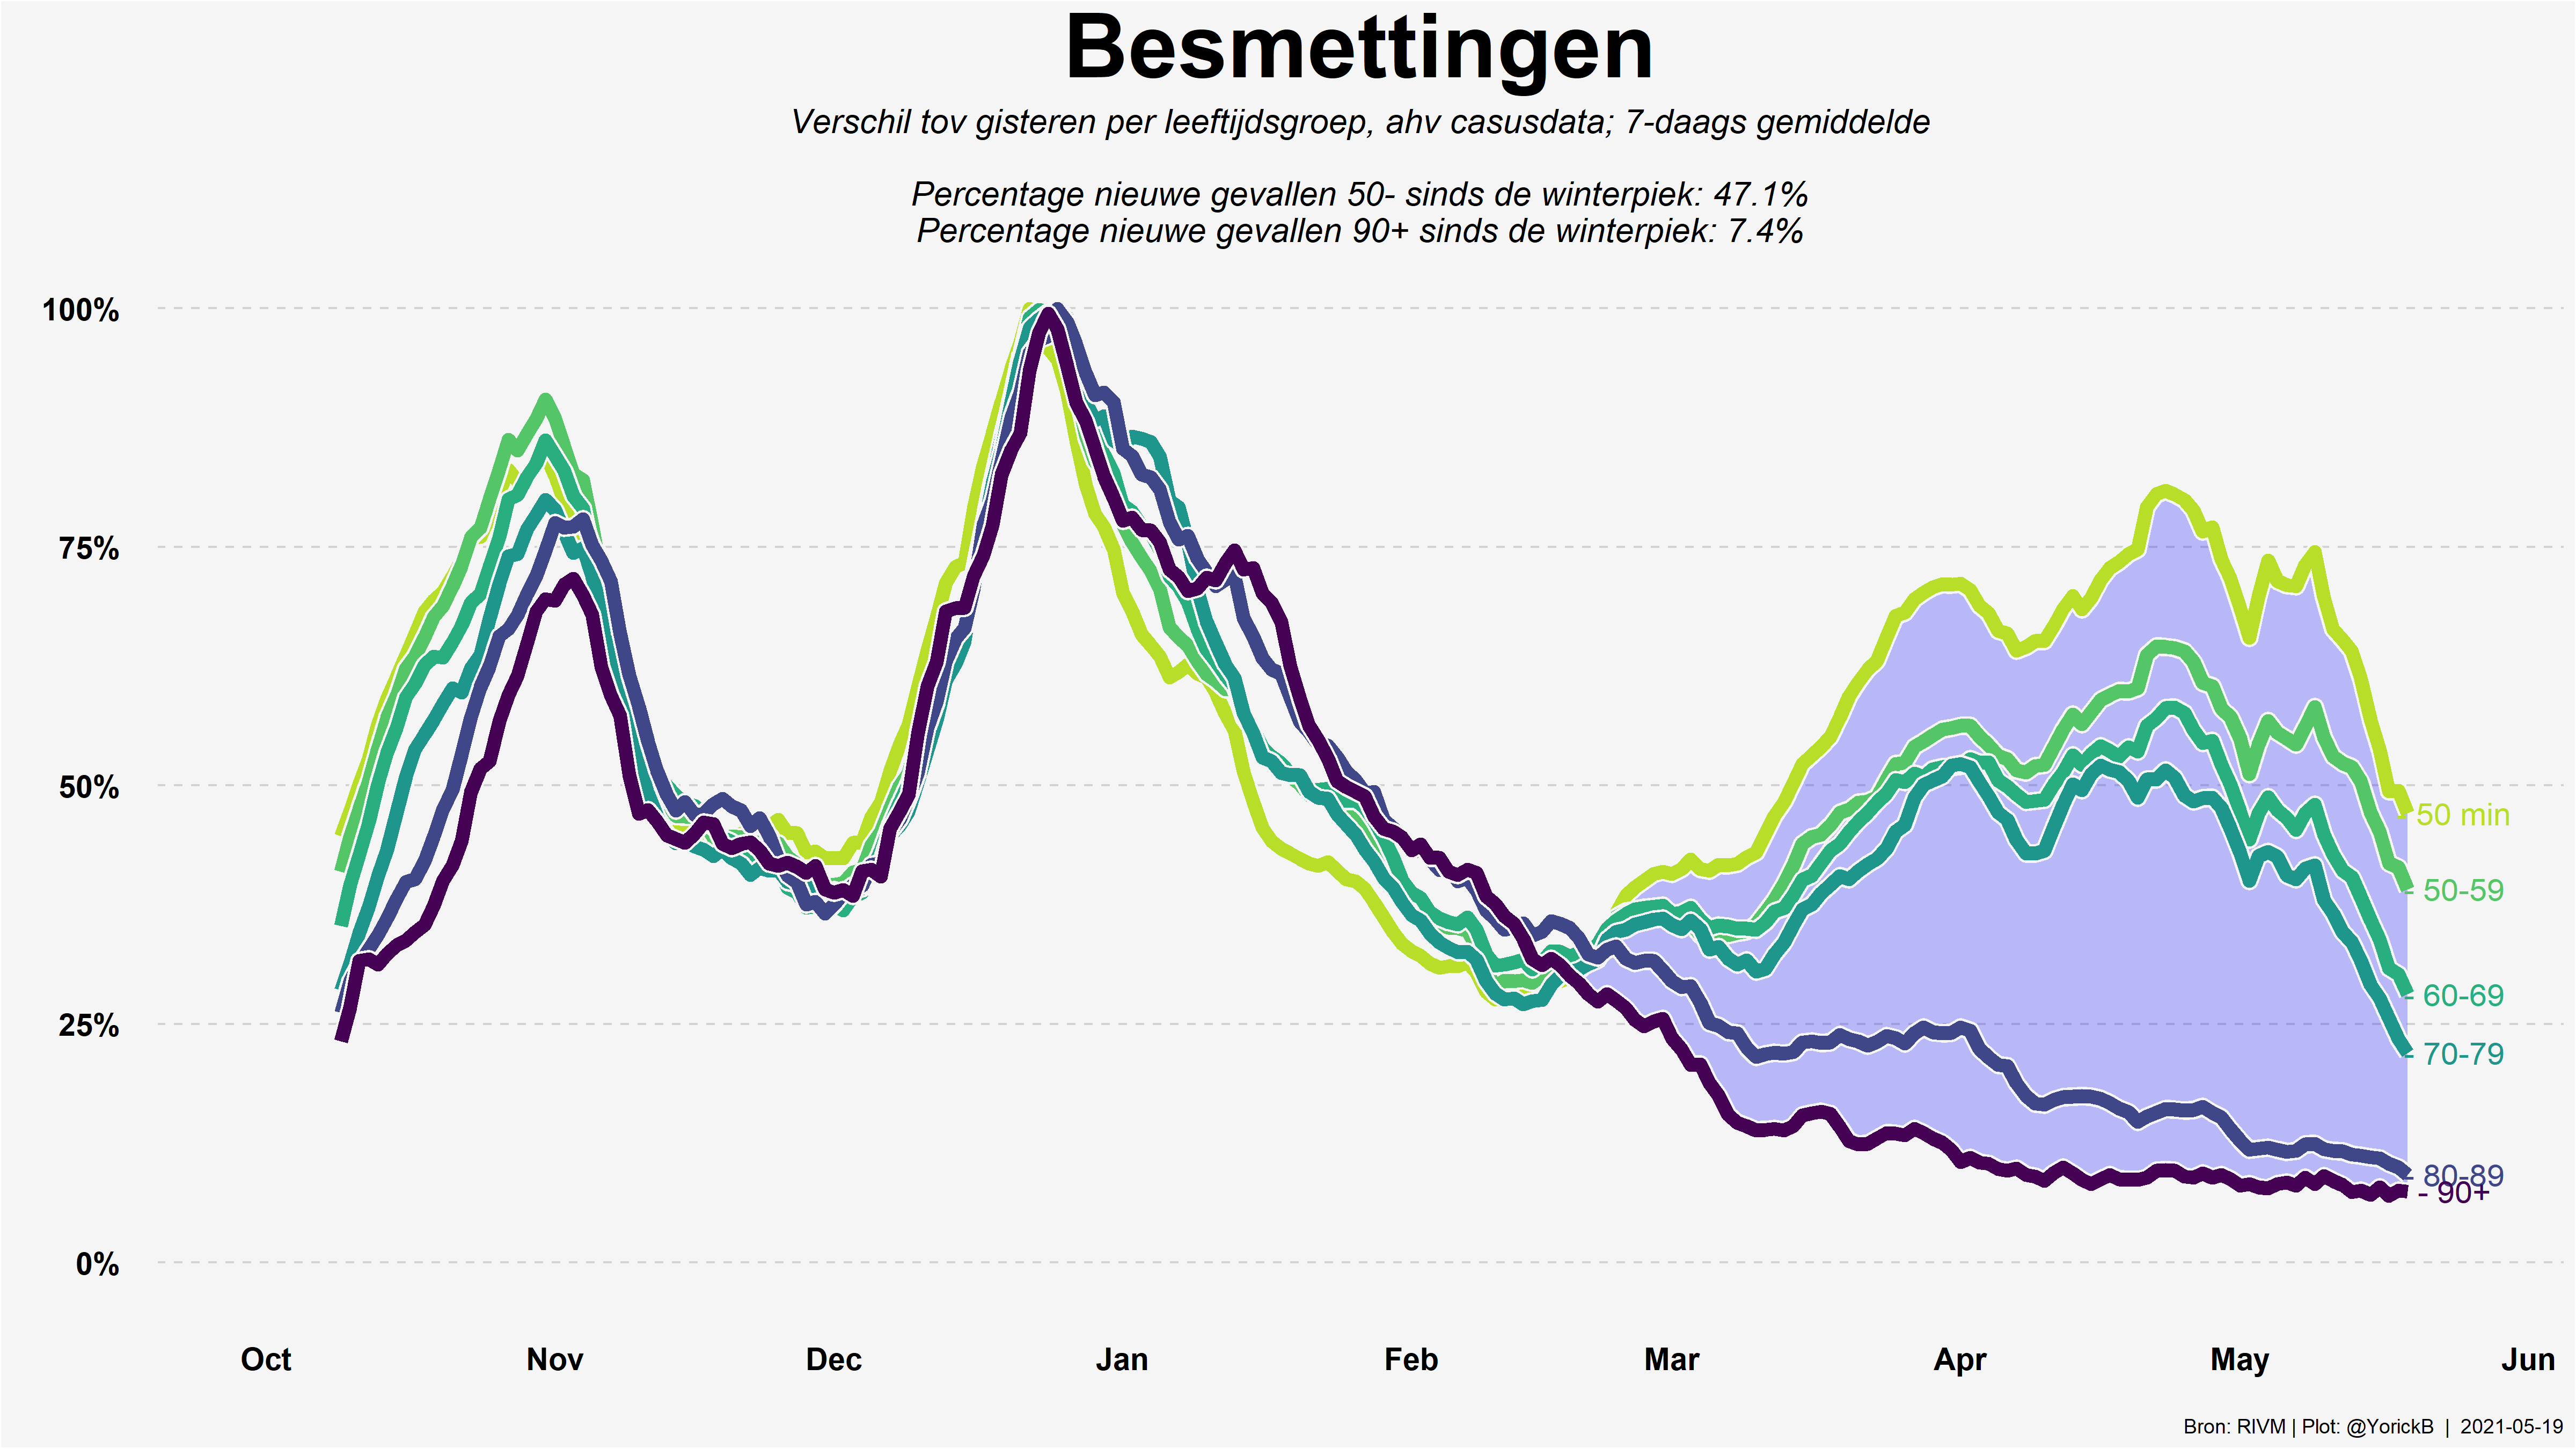 Besmettingen
Verschil tov gisteren per leeftijdsgroep, ahv casusdata; 7-daags gemiddelde
Percentage nieuwe gevallen 50- sinds de winterpiek: 47.1%
Percentage nieuwe gevallen 90+ sinds de winterpiek: 7.4%
100%
75%
50%
25%
0%
50 min
- 50-59
- 60-69
- 70-79
- 80-89
- 90+
Oct Nov Dec Jan Feb Mar Apr May Jun
Bron: RIVM | Plot: @YorickB | 2021-05-19